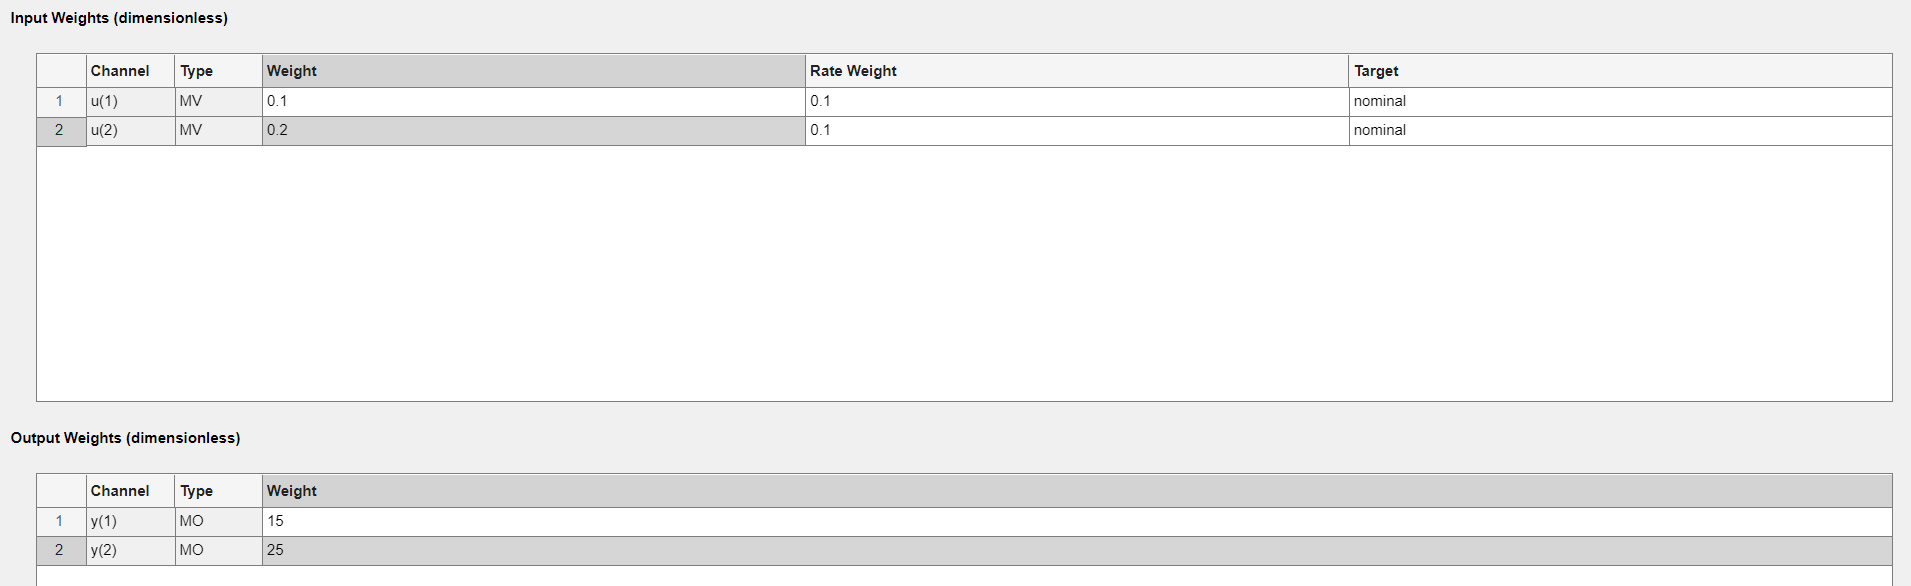 Input Weights (dimensionless)
Channel Type Weight Rate Weight Target
1 u(1) MV 0.1 0.1 nominal
2 u(2) MV 0.2 0.1 nominal
Output Weights (dimensionless)
Channel Type Weight
1 y(1) MO 15
2 y(2) MO 25